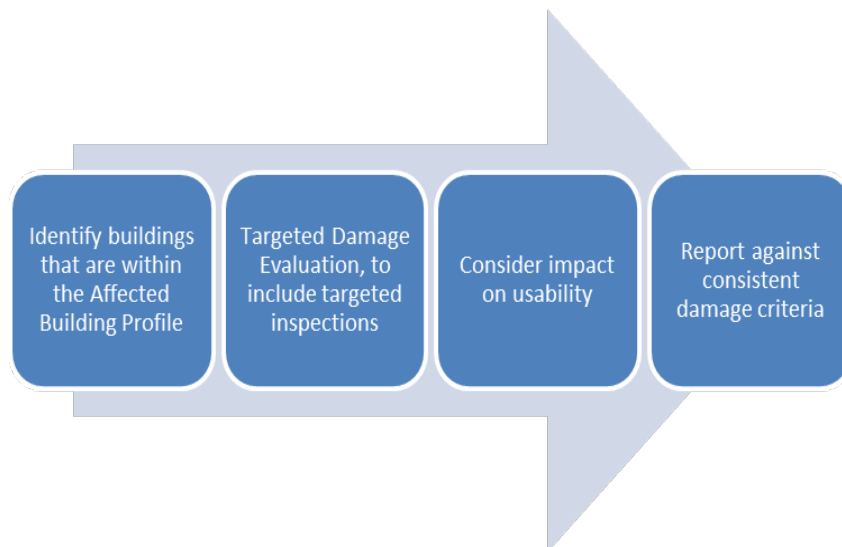 Identify buildings
that are within
the Affected
Building Profile
Targeted Damage
Evaluation, to
include targeted
inspections
Consider impact
on usability
Report against
consistent
damage criteria